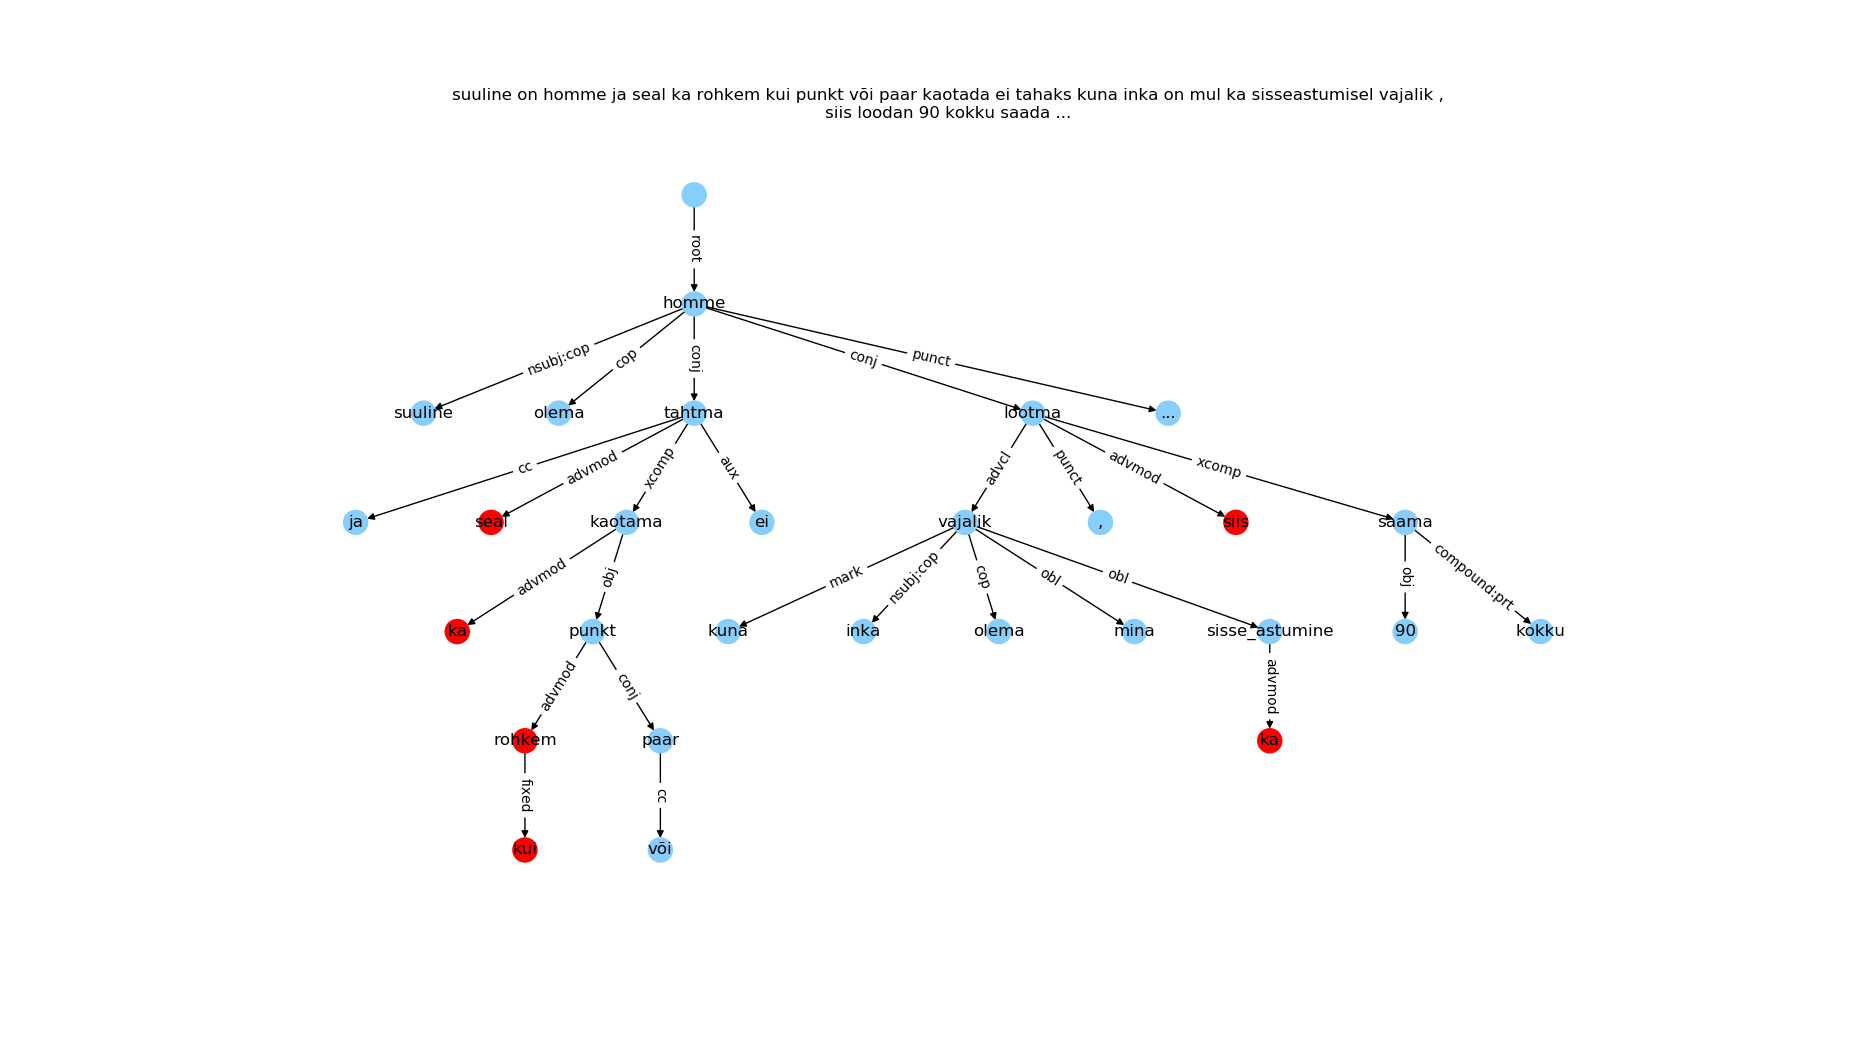 suuline on homme ja seal ka rohkem kui punkt või paar kaotada ei tahaks kuna inka on mul ka sisseastumisel vajalik ,
siis loodan 90 kokku saada ...
root
homme
nsubj:cop
cop
conj
conj
punct
suuline
olema
tahtma
lootma
...
cc
advmod
xcomp
aux
advcl
punct
advmod
xcomp
ja
seal
kaotama
ei
vajalik
,
siis
saama
advmod
obj
mark
nsubj:cop
cop
obl
obl
obj
compound:prt
ka
punkt
kuna
inka
olema
mina
sisse_astumine
90
kokku
advmod
conj
advmod
rohkem
paar
ka
fixed
cc
kui
või